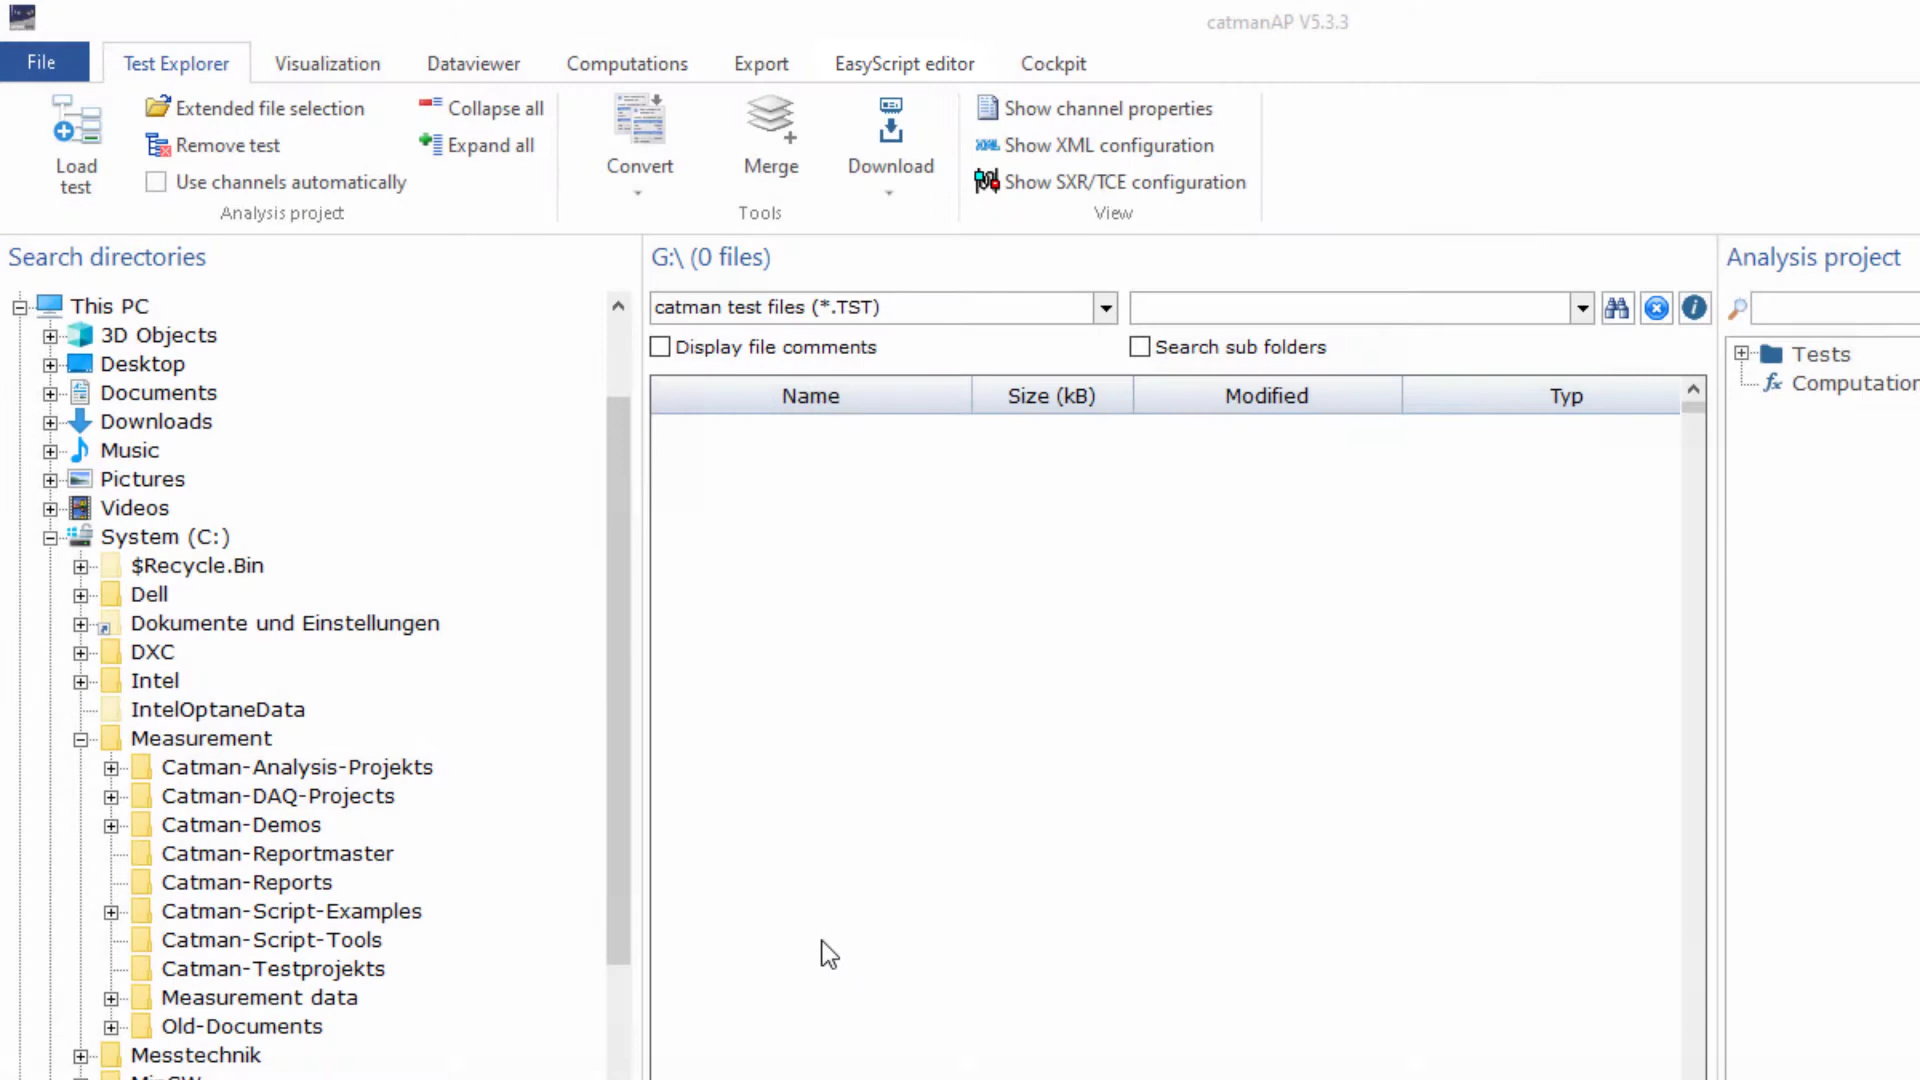 catmanAP V5.3.3
File Test Explorer Visualization Dataviewer Computations Export EasyScript editor Cockpit
Load test
Extended file selection
Remove test
Use channels automatically
Collapse all
Expand all
Analysis project
Convert
Merge
Download
Tools
Show channel properties
XML Show XML configuration
Show SXR/TCE configuration
View
Search directories
This PC
3D Objects
Desktop
Documents
Downloads
Music
Pictures
Videos
System (C:)
$Recycle.Bin
Dell
Dokumente und Einstellungen
DXC
Intel
IntelOptaneData
Measurement
Catman-Analysis-Projekts
Catman-DAQ-Projects
Catman-Demos
Catman-Reportmaster
Catman-Reports
Catman-Script-Examples
Catman-Script-Tools
Catman-Testprojekts
Measurement data
Old-Documents
Messtechnik
G:\ (0 files)
catman test files (*.TST)
Display file comments
Search sub folders
Name Size (kB) Modified Typ
Analysis project
Tests
fx Computation